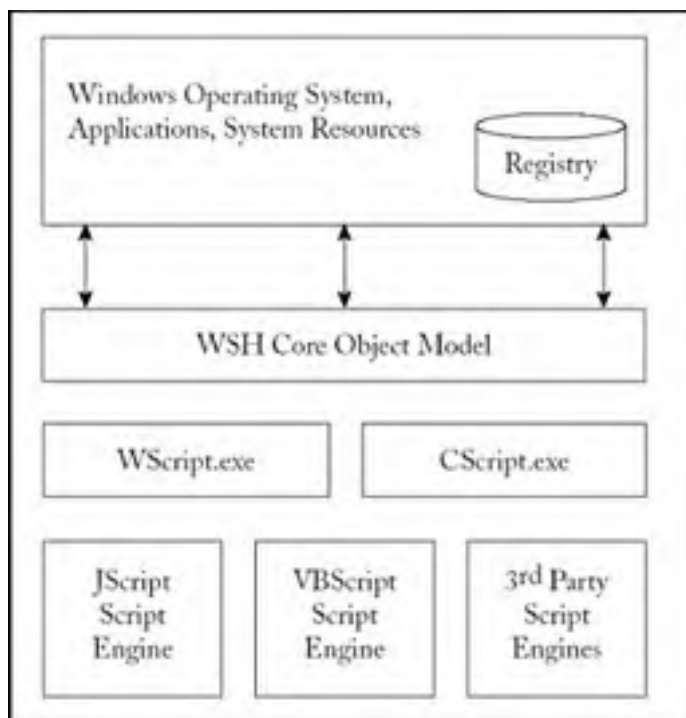 Windows Operating System,
Applications, System Resources
Registry
WSH Core Object Model
WScript.exe
CScript.exe
JScript
Script
Engine
VBScript
Script
Engine
3rd Party
Script
Engines